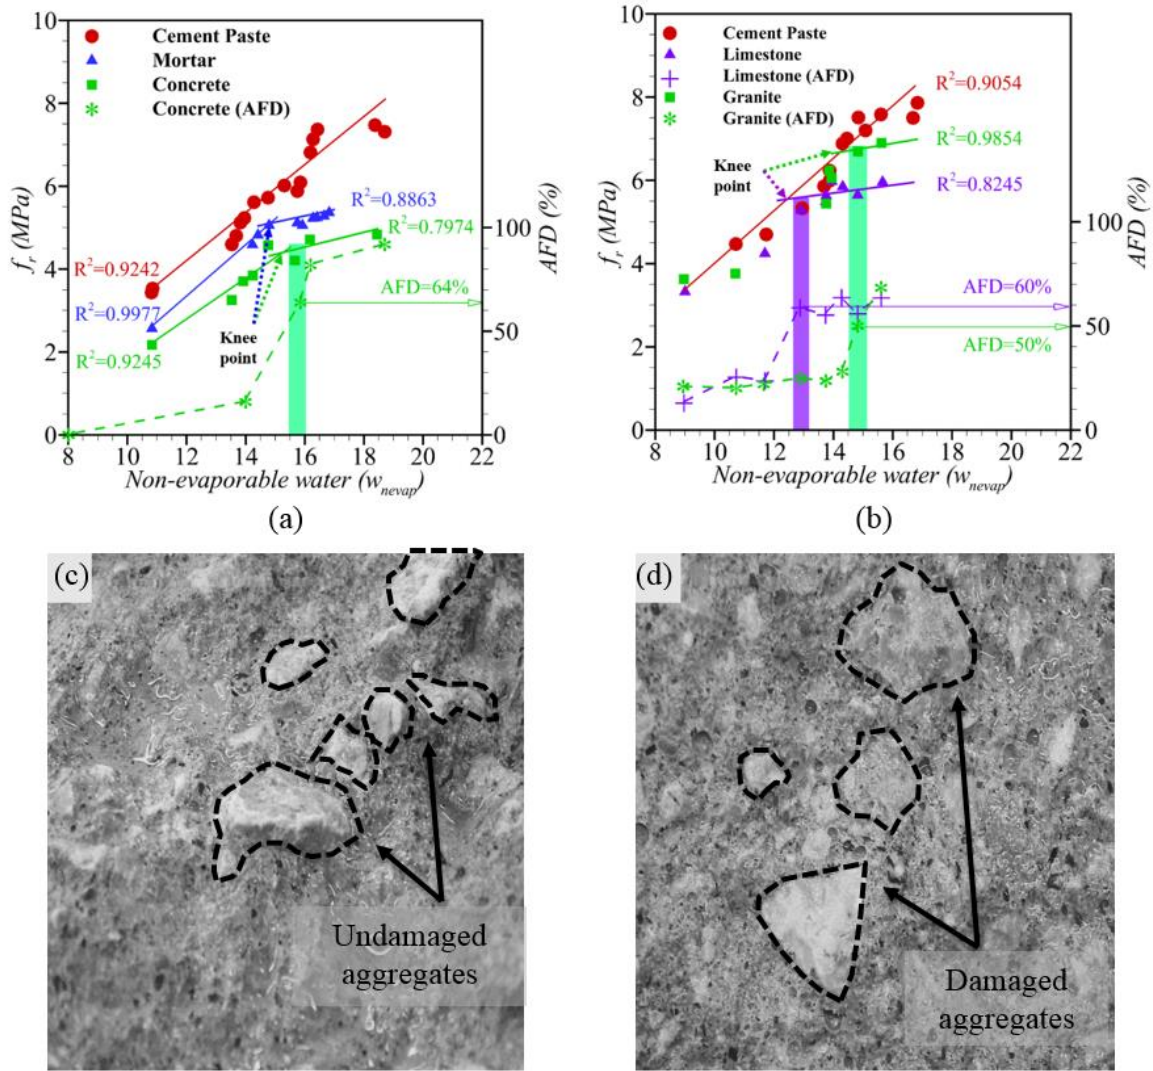 10
8
6
4
2
0
f_r (MPa)
Cement Paste
Mortar
Concrete
Concrete (AFD)
R²=0.9242
R²=0.9977
R²=0.9245
R²=0.8863
R²=0.7974
Knee
point
AFD=64%
100
50
0
AFD (%)
8 10 12 14 16 18 20 22
Non-evaporable water (w_nevap)
(a)
10
8
6
4
2
0
f_r (MPa)
Cement Paste
Limestone
Limestone (AFD)
Granite
Granite (AFD)
R²=0.9054
R²=0.9854
R²=0.8245
Knee
point
AFD=60%
AFD=50%
100
50
0
AFD (%)
8 10 12 14 16 18 20 22
Non-evaporable water (w_nevap)
(b)
(c)
Undamaged
aggregates
(d)
Damaged
aggregates